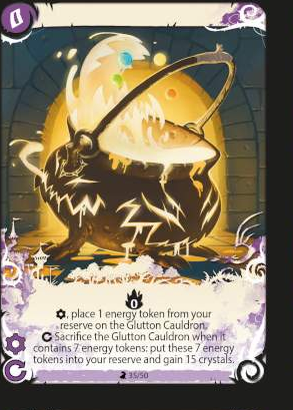 0
0
, place 1 energy token from your
reserve on the Glutton Cauldron.
Sacrifice the Glutton Cauldron when it
contains 7 energy tokens: put these 7 energy
tokens into your reserve and gain 15 crystals.
35/50